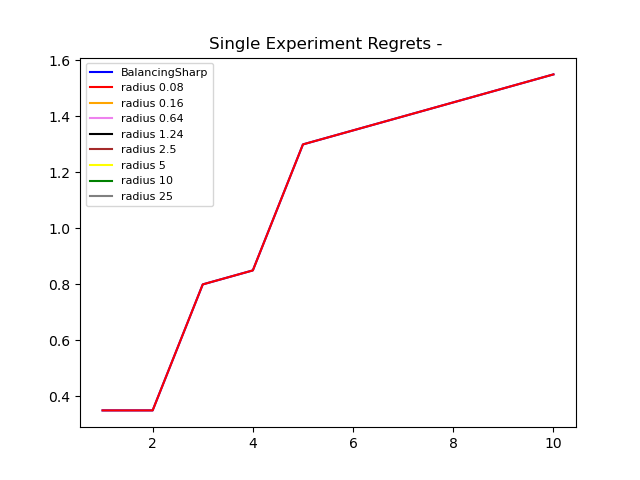 Single Experiment Regrets -
1.6
1.4
1.2
1.0
0.8
0.6
0.4
BalancingSharp
radius 0.08
radius 0.16
radius 0.64
radius 1.24
radius 2.5
radius 5
radius 10
radius 25
2 4 6 8 10